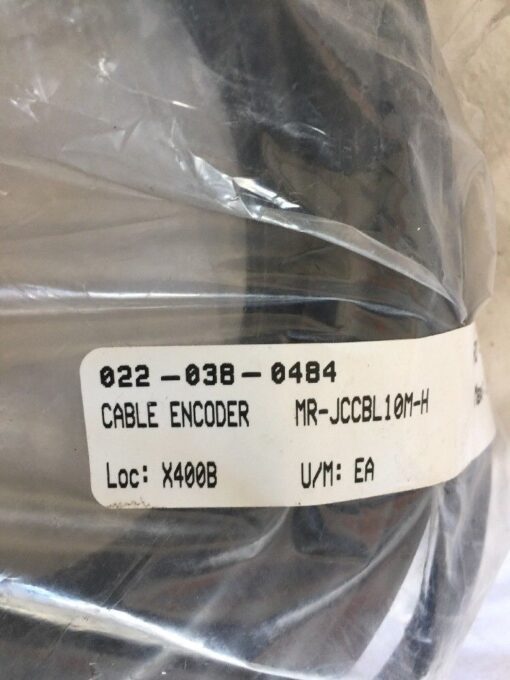 022-038-0484
CABLE ENCODER MR-JCCBL10M-H
Loc: X400B U/M: EA